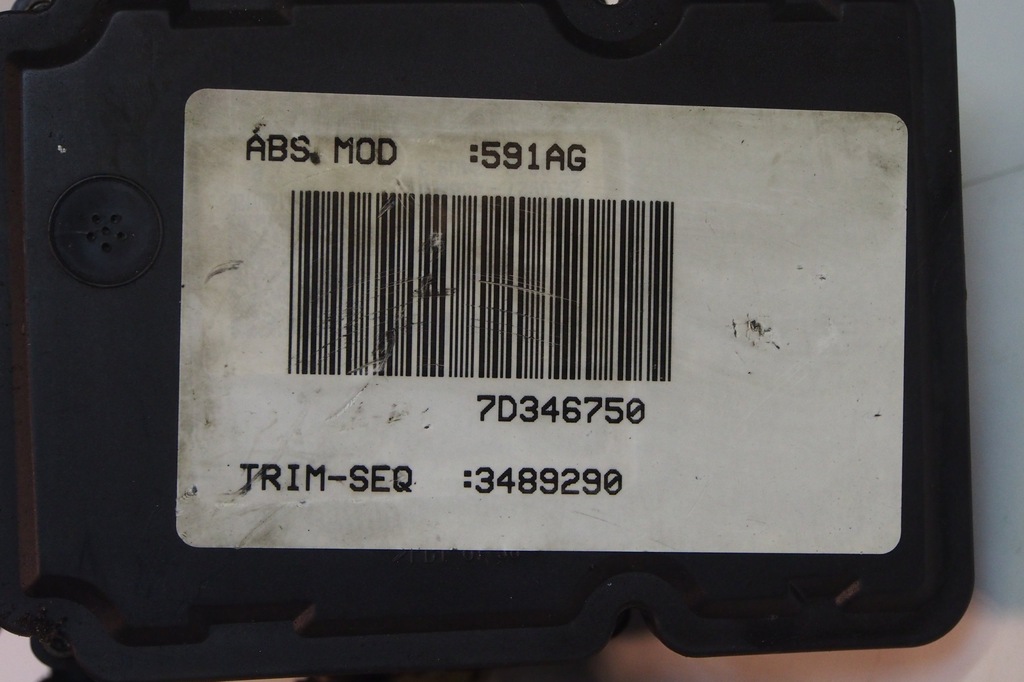 ABS MOD :591AG
7D346750
TRIM-SEQ :3489290